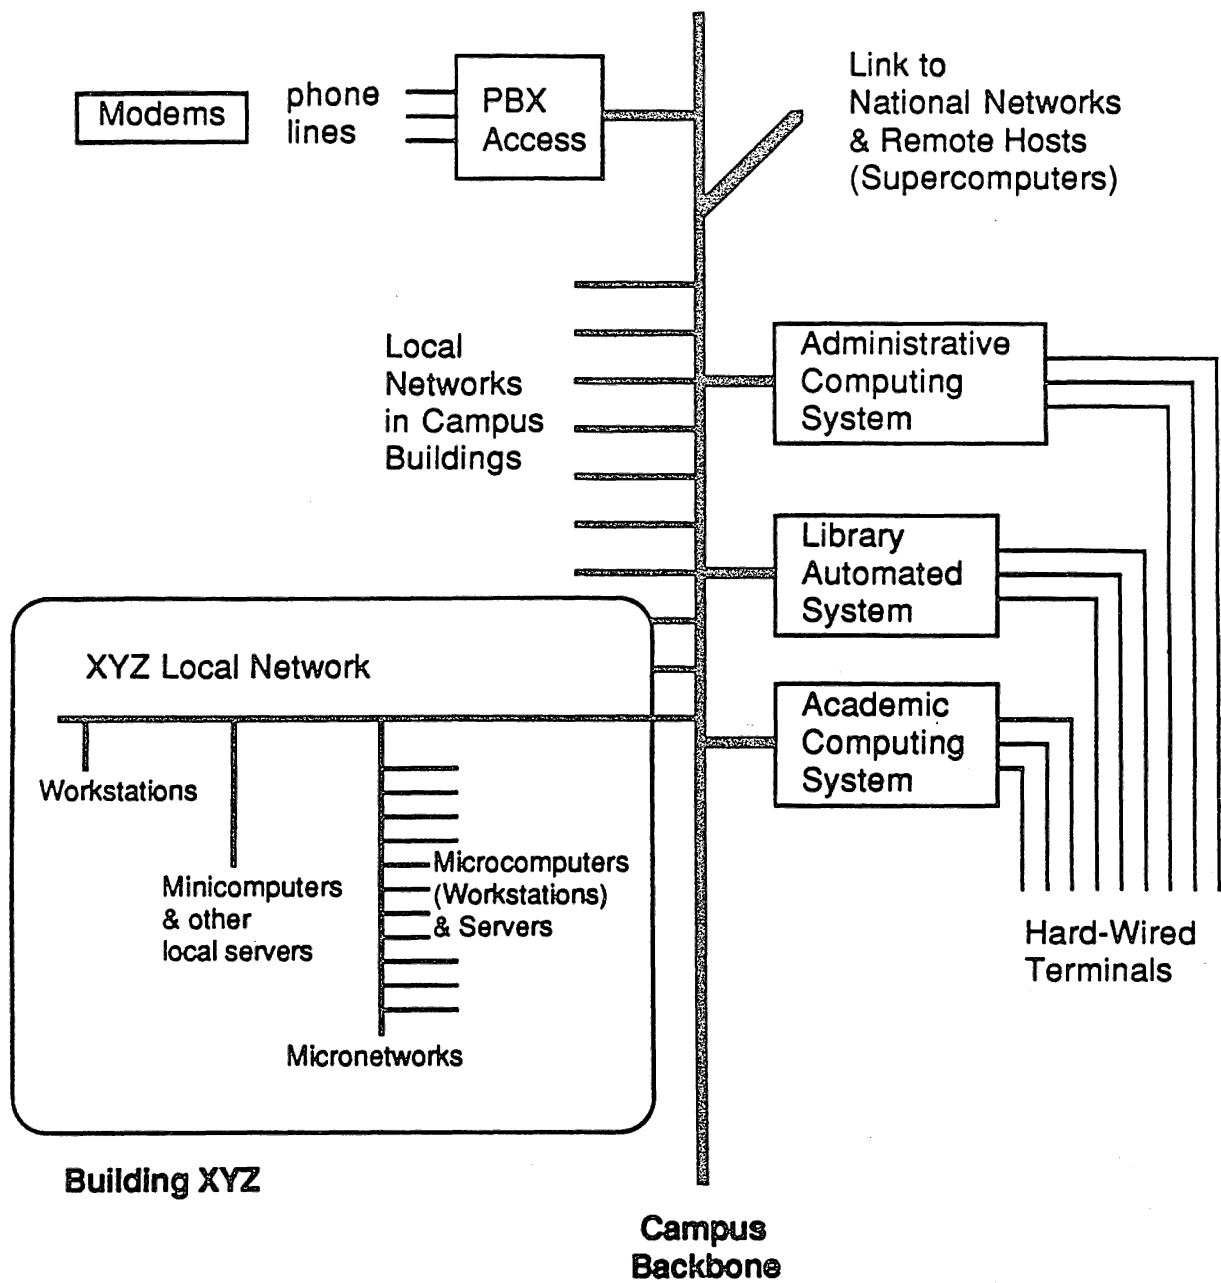 Modems
phone
lines
PBX
Access
Link to
National Networks
& Remote Hosts
(Supercomputers)
Local
Networks
in Campus
Buildings
Administrative
Computing
System
Library
Automated
System
Academic
Computing
System
Hard-Wired
Terminals
XYZ Local Network
Workstations
Minicomputers
& other
local servers
Microcomputers
(Workstations)
& Servers
Micronetworks
Building XYZ
Campus
Backbone